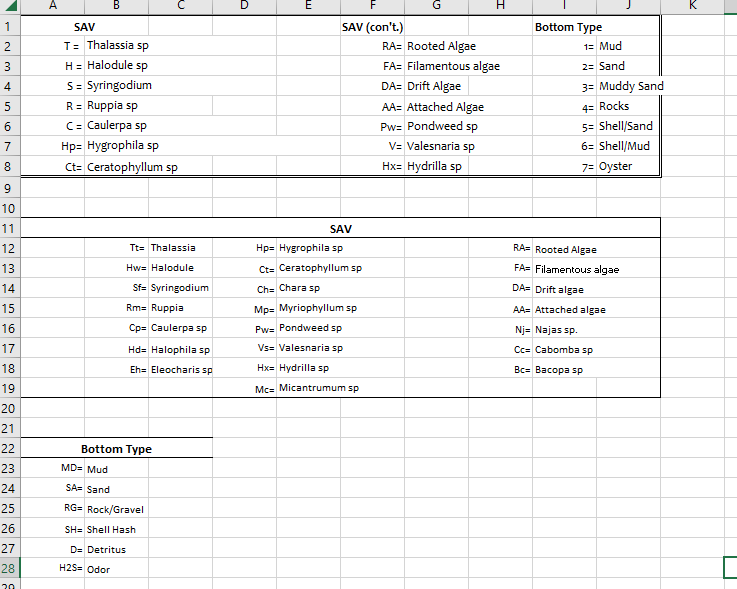 A B C D E F G H I J K
1 SAV SAV (con't.) Bottom Type
2 T = Thalassia sp RA= Rooted Algae 1= Mud
3 H = Halodule sp FA= Filamentous algae 2= Sand
4 S = Syringodium DA= Drift Algae 3= Muddy Sand
5 R = Ruppia sp AA= Attached Algae 4= Rocks
6 C = Caulerpa sp Pw= Pondweed sp 5= Shell/Sand
7 Hp= Hygrophila sp V= Valesnaria sp 6= Shell/Mud
8 Ct= Ceratophyllum sp Hx= Hydrilla sp 7= Oyster
9
10
11 SAV
12 Tt= Thalassia Hp= Hygrophila sp RA= Rooted Algae
13 Hw= Halodule Ct= Ceratophyllum sp FA= Filamentous algae
14 Sf= Syringodium Ch= Chara sp DA= Drift algae
15 Rm= Ruppia Mp= Myriophyllum sp AA= Attached algae
16 Cp= Caulerpa sp Pw= Pondweed sp Nj= Najas sp.
17 Hd= Halophila sp Vs= Valesnaria sp Cc= Cabomba sp
18 Eh= Eleocharis sp Hx= Hydrilla sp Bc= Bacopa sp
19 Mc= Micantrumum sp
20
21
22 Bottom Type
23 MD= Mud
24 SA= Sand
25 RG= Rock/Gravel
26 SH= Shell Hash
27 D= Detritus
28 H2S= Odor
29